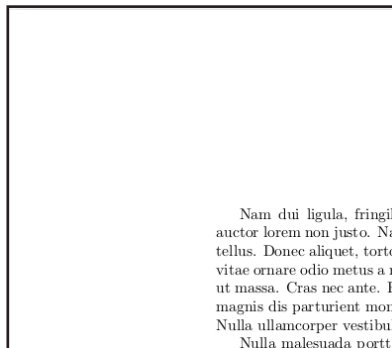 Nam dui ligula, fringil
auctor lorem non justo. Na
tellus. Donec aliquet, torto
vitae ornare odio metus a
ut massa. Cras nec ante.
magnis dis parturient mon
Nulla ullamcorper vestibu
Nulla malesuada portt